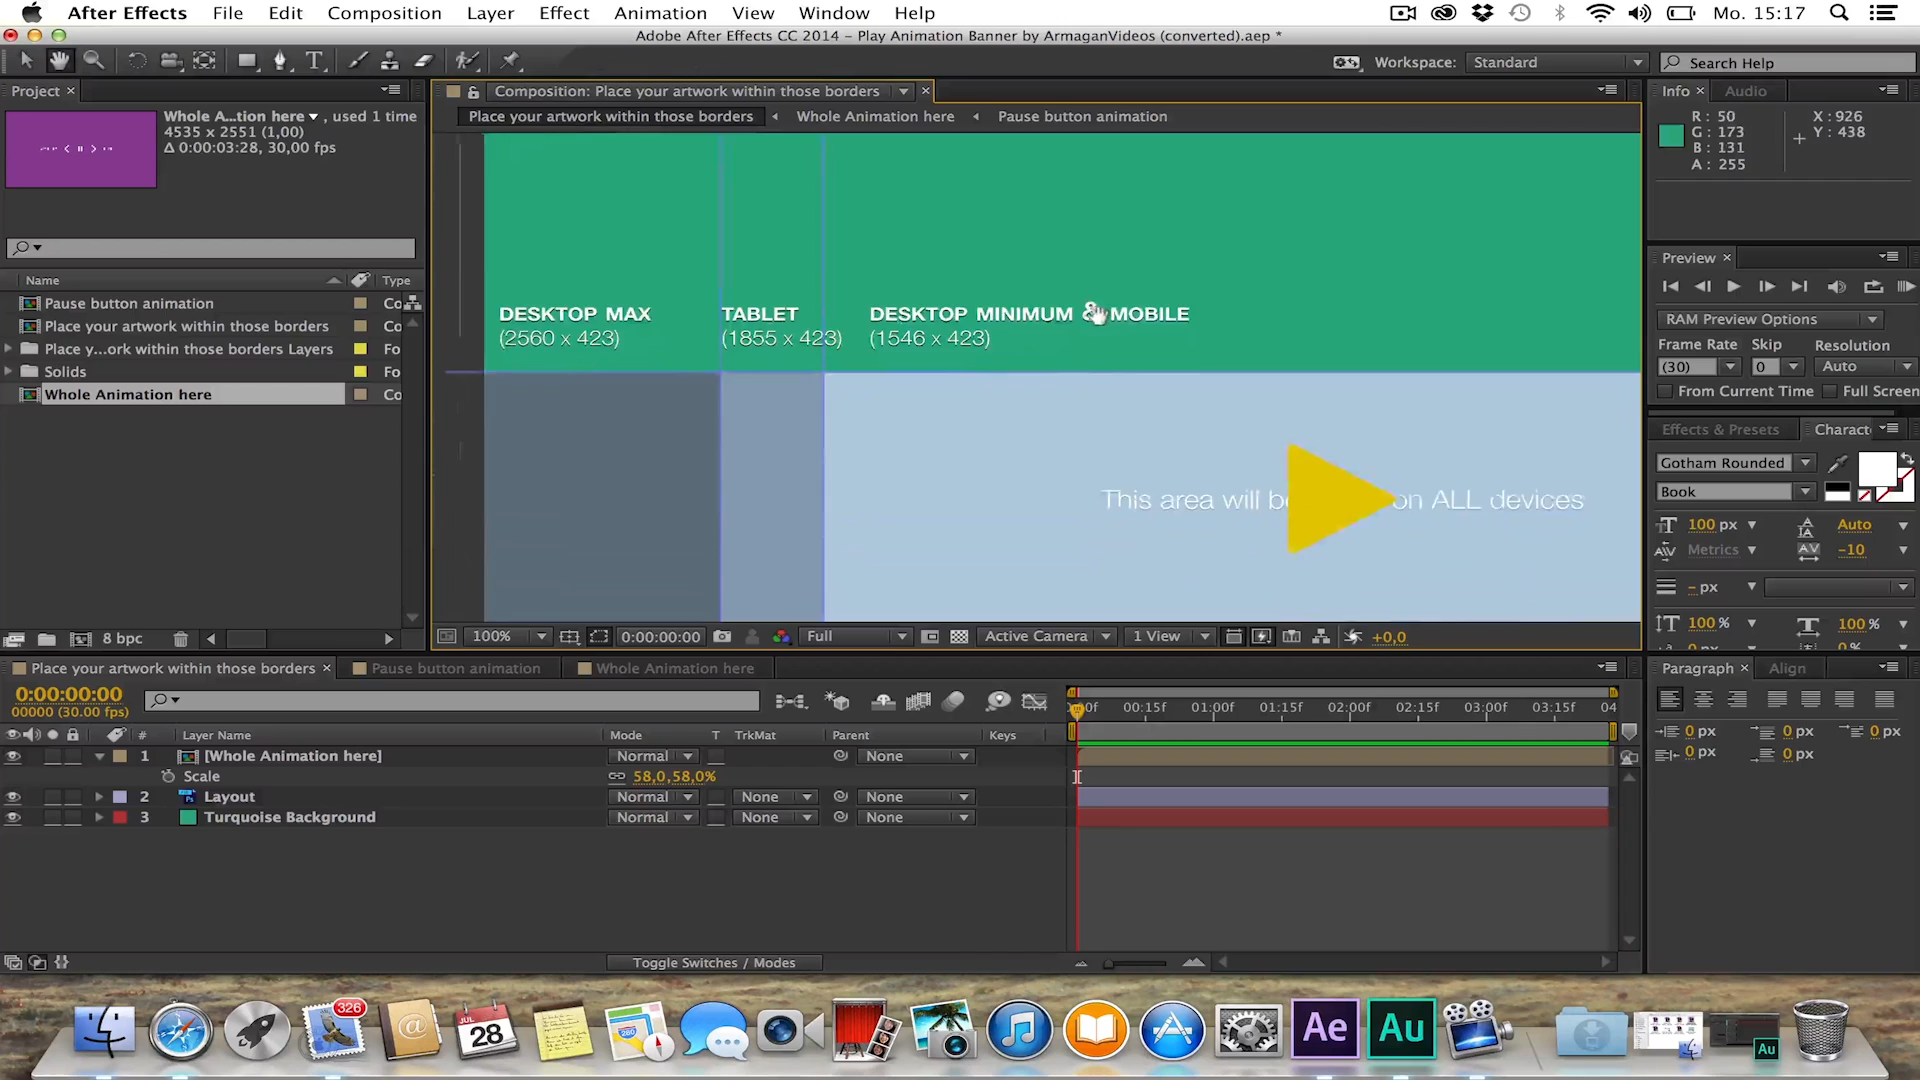 After Effects File Edit Composition Layer Effect Animation View Window Help Mo. 15:17
Adobe After Effects CC 2014 – Play Animation Banner by ArmaganVideos (converted).aep *
Workspace: Standard Search Help
Project
Whole A...tion here , used 1 time
4535 x 2551 (1,00)
Δ 0:00:03:28, 30,00 fps
Name Type
Pause button animation Co
Place your artwork within those borders Co
Place y...ork within those borders Layers Fo
Solids Fo
Whole Animation here Co
8 bpc
Composition: Place your artwork within those borders
Place your artwork within those borders Whole Animation here Pause button animation
DESKTOP MAX
(2560 x 423)
TABLET
(1855 x 423)
DESKTOP MINIMUM & MOBILE
(1546 x 423)
This area will be on ALL devices
100% 0:00:00:00 Full Active Camera 1 View +0,0
Info Audio
R : 50
G : 173
B : 131
A : 255
X : 926
Y : 438
Preview
RAM Preview Options
Frame Rate Skip Resolution
(30) 0 Auto
From Current Time Full Screen
Effects & Presets Charact
Gotham Rounded
Book
100 px Auto
Metrics -10
- px
100 % 100 %
Paragraph Align
0 px 0 px 0 px
0 px 0 px
Place your artwork within those borders Pause button animation Whole Animation here
0:00:00:00
00000 (30.00 fps)
00f 00:15f 01:00f 01:15f 02:00f 02:15f 03:00f 03:15f 04
# Layer Name Mode T TrkMat Parent Keys
1 [Whole Animation here] Normal None
Scale 58,0,58,0%
2 Layout Normal None None
3 Turquoise Background Normal None None
Toggle Switches / Modes
326
JUL
28
280
Ae
Au
Au